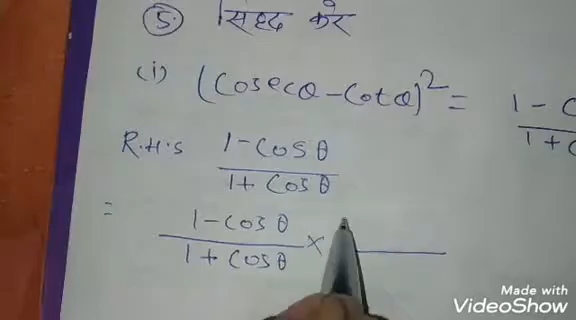 5. सिद्ध करें
(i) (Cosecθ - Cotθ)² = 1 - C / 1 + C
R.H.S 1 - Cosθ / 1 + Cosθ
= 1 - Cosθ / 1 + Cosθ ×
Made with
VideoShow